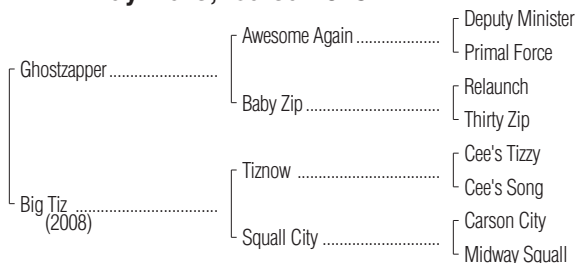 Deputy Minister
Awesome Again
Primal Force
Ghostzapper
Relaunch
Baby Zip
Thirty Zip
Cee's Tizzy
Tiznow
Cee's Song
Big Tiz
(2008)
Carson City
Squall City
Midway Squall